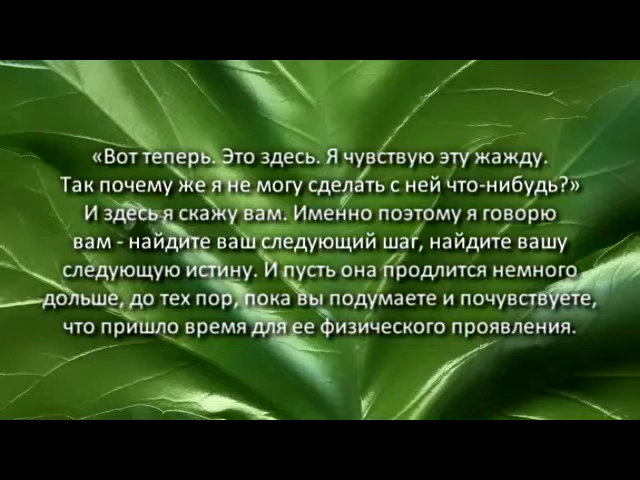 «Вот теперь. Это здесь. Я чувствую эту жажду.
Так почему же я не могу сделать с ней что-нибудь?»
И здесь я скажу вам. Именно поэтому я говорю
вам - найдите ваш следующий шаг, найдите вашу
следующую истину. И пусть она продлится немного
дольше, до тех пор, пока вы подумаете и почувствуете,
что пришло время для ее физического проявления.